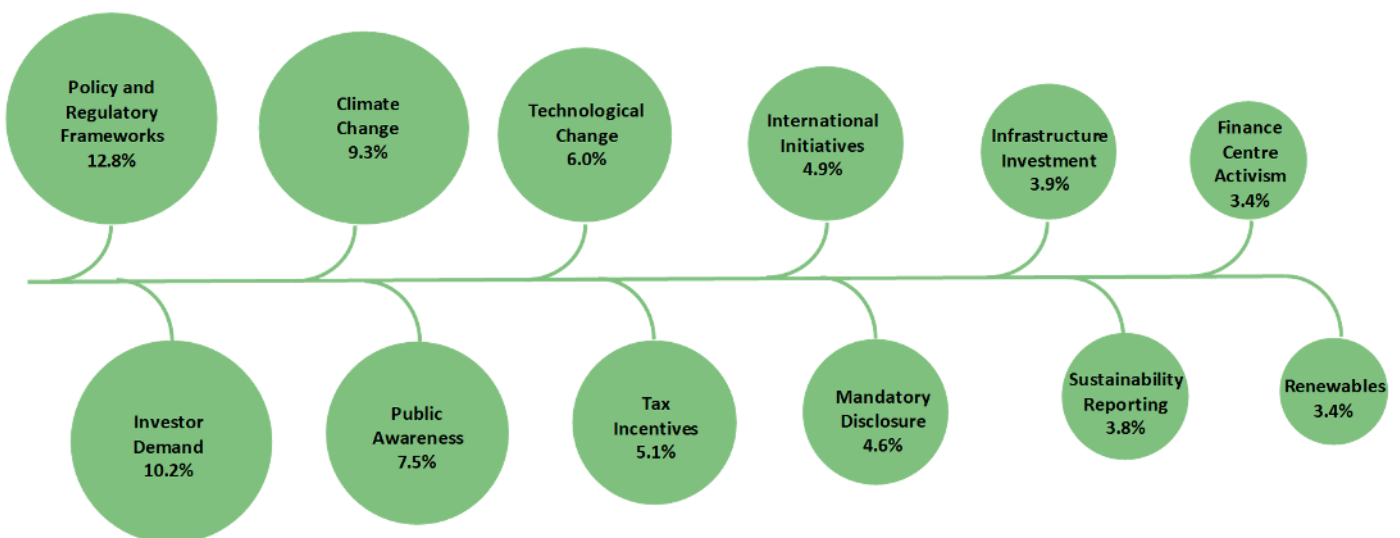 Policy and
Regulatory
Frameworks
12.8%
Climate
Change
9.3%
Technological
Change
6.0%
International
Initiatives
4.9%
Infrastructure
Investment
3.9%
Finance
Centre
Activism
3.4%
Investor
Demand
10.2%
Public
Awareness
7.5%
Tax
Incentives
5.1%
Mandatory
Disclosure
4.6%
Sustainability
Reporting
3.8%
Renewables
3.4%